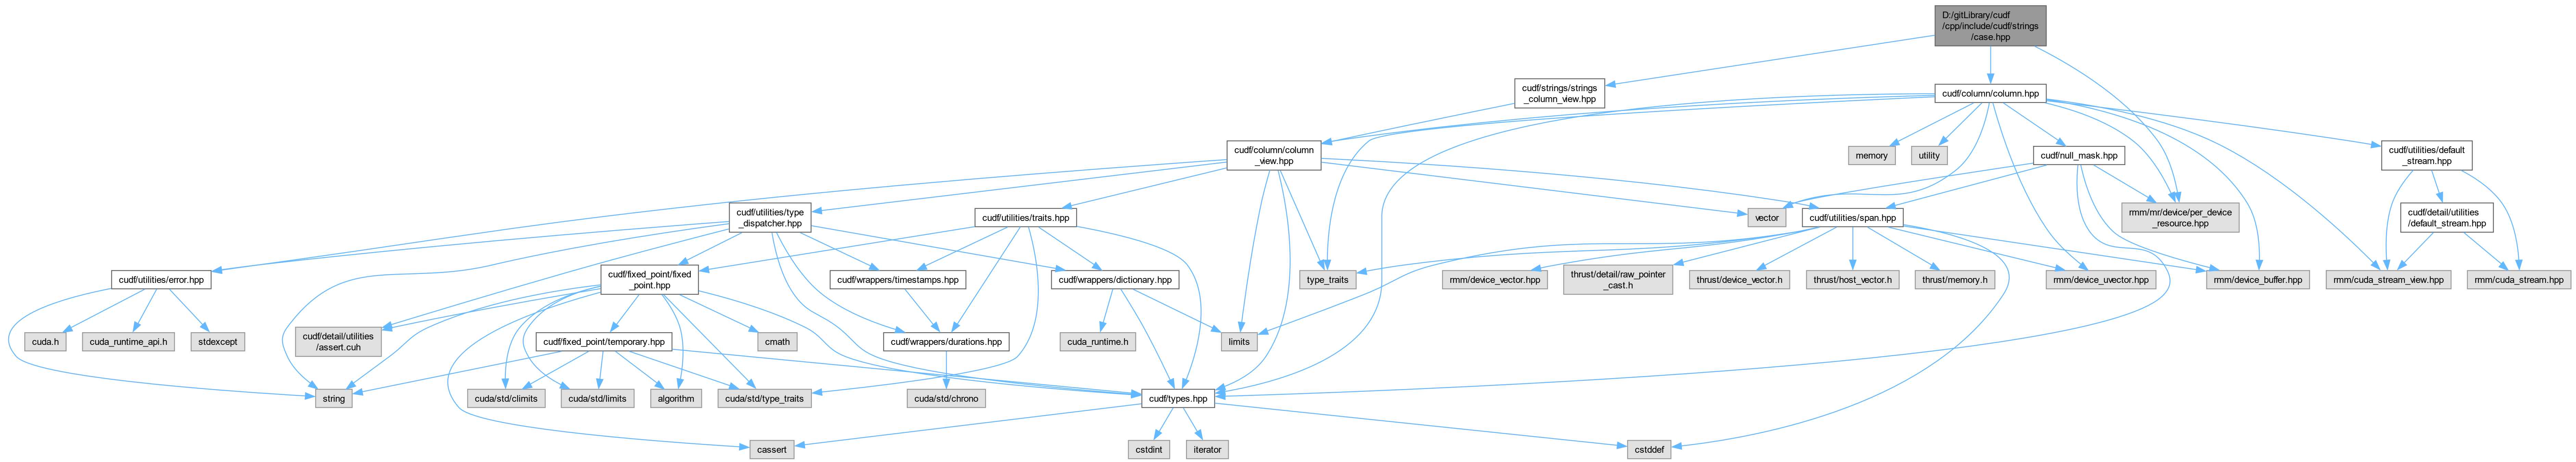 D:/gitLibrary/cudf
/cpp/include/cudf/strings
/case.hpp
cudf/strings/strings
_column_view.hpp
cudf/column/column.hpp
cudf/column/column
_view.hpp
memory
utility
cudf/null_mask.hpp
cudf/utilities/default
_stream.hpp
cudf/utilities/type
_dispatcher.hpp
cudf/utilities/traits.hpp
vector
cudf/utilities/span.hpp
rmm/mr/device/per_device
_resource.hpp
cudf/detail/utilities
/default_stream.hpp
cudf/utilities/error.hpp
cudf/fixed_point/fixed
_point.hpp
cudf/wrappers/timestamps.hpp
cudf/wrappers/dictionary.hpp
type_traits
rmm/device_vector.hpp
thrust/detail/raw_pointer
_cast.h
thrust/device_vector.h
thrust/host_vector.h
thrust/memory.h
rmm/device_uvector.hpp
rmm/device_buffer.hpp
rmm/cuda_stream_view.hpp
rmm/cuda_stream.hpp
cuda.h
cuda_runtime_api.h
stdexcept
cudf/detail/utilities
/assert.cuh
cudf/fixed_point/temporary.hpp
cmath
cudf/wrappers/durations.hpp
cuda_runtime.h
limits
string
cuda/std/climits
cuda/std/limits
algorithm
cuda/std/type_traits
cuda/std/chrono
cudf/types.hpp
cassert
cstdint
iterator
cstddef